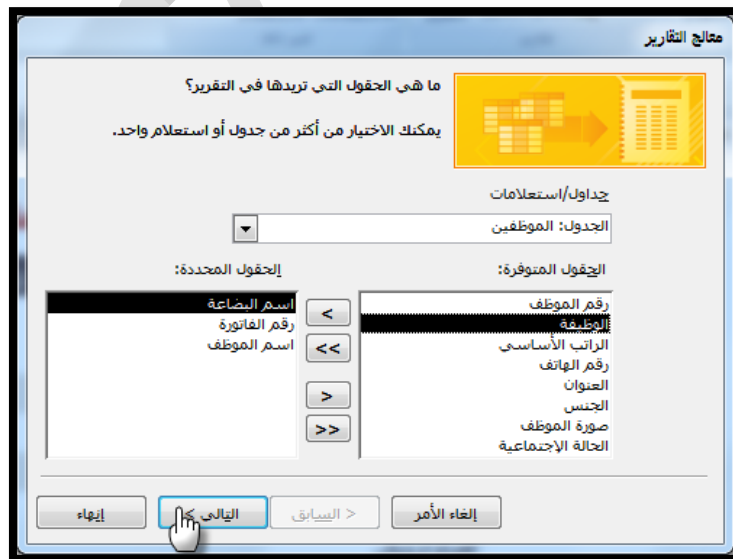 معالج التقارير
ما هي الحقول التي تريدها في التقرير؟
يمكنك الاختيار من أكثر من جدول أو استعلام واحد.
جداول/استعلامات
الجدول: الموظفين
الحقول المتوفرة:
رقم الموظف
الوظيفة
الراتب الأساسي
رقم الهاتف
العنوان
الجنس
صورة الموظف
الحالة الإجتماعية
>
>>
<
<<
الحقول المحددة:
اسم البضاعة
رقم الفاتورة
اسم الموظف
إلغاء الأمر
< السابق
التالي >
إنهاء